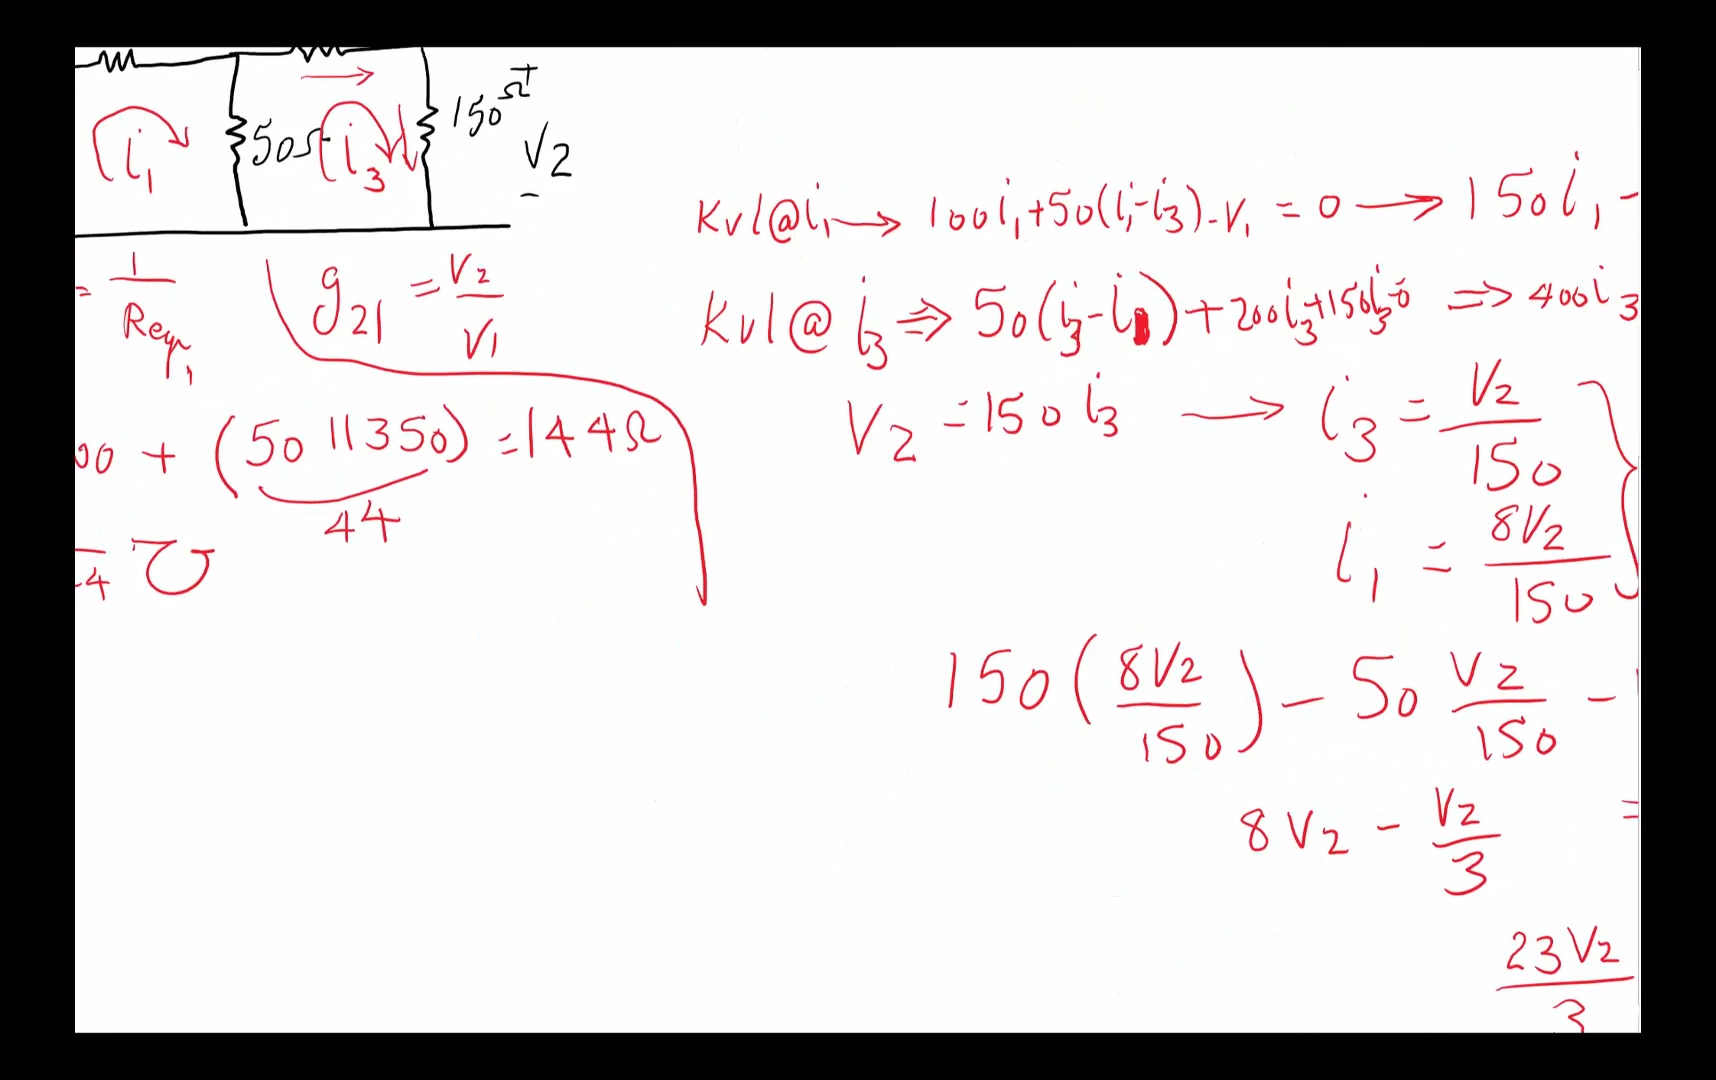 50Ω
150Ω
+
V2
-
i1
i3
= 1/Req1
g21 = V2/V1
00 + (50 || 350) = 144Ω
44
-4 ℧
Kvl@i1 → 100i1+50(i1-i3)-V1 = 0 → 150i1 -
Kvl@i3 ⇒ 50(i3-i1)+200i3+150i3=0 ⇒ 400i3
V2 = 150i3 → i3 = V2/150
i1 = 8V2/150
150(8V2/150) - 50 V2/150 -
8V2 - V2/3 =
23V2/3